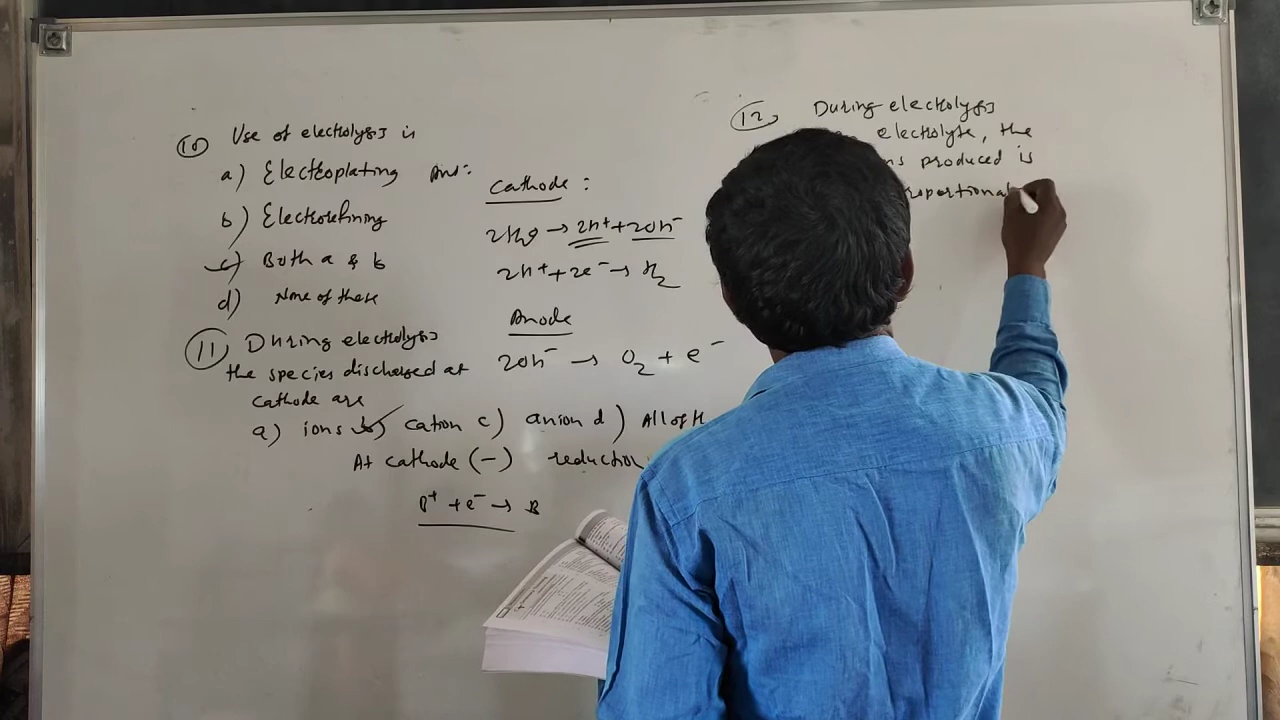 10 Use of electrolysis is
a) Electroplating Ans:
b) Electrorefining
c) Both a & b
d) None of these
11 During electrolysis
the species discharged at
cathode are
a) ions b) cation c) anion d) All of
At cathode (-) reduction
B⁺ + e⁻ → B
Cathode :
2H₂O → 2H⁺ + 2OH⁻
2H⁺ + 2e⁻ → H₂
Anode
2OH⁻ → O₂ + e⁻
12 During electrolysis
electrolyte, the
produced is